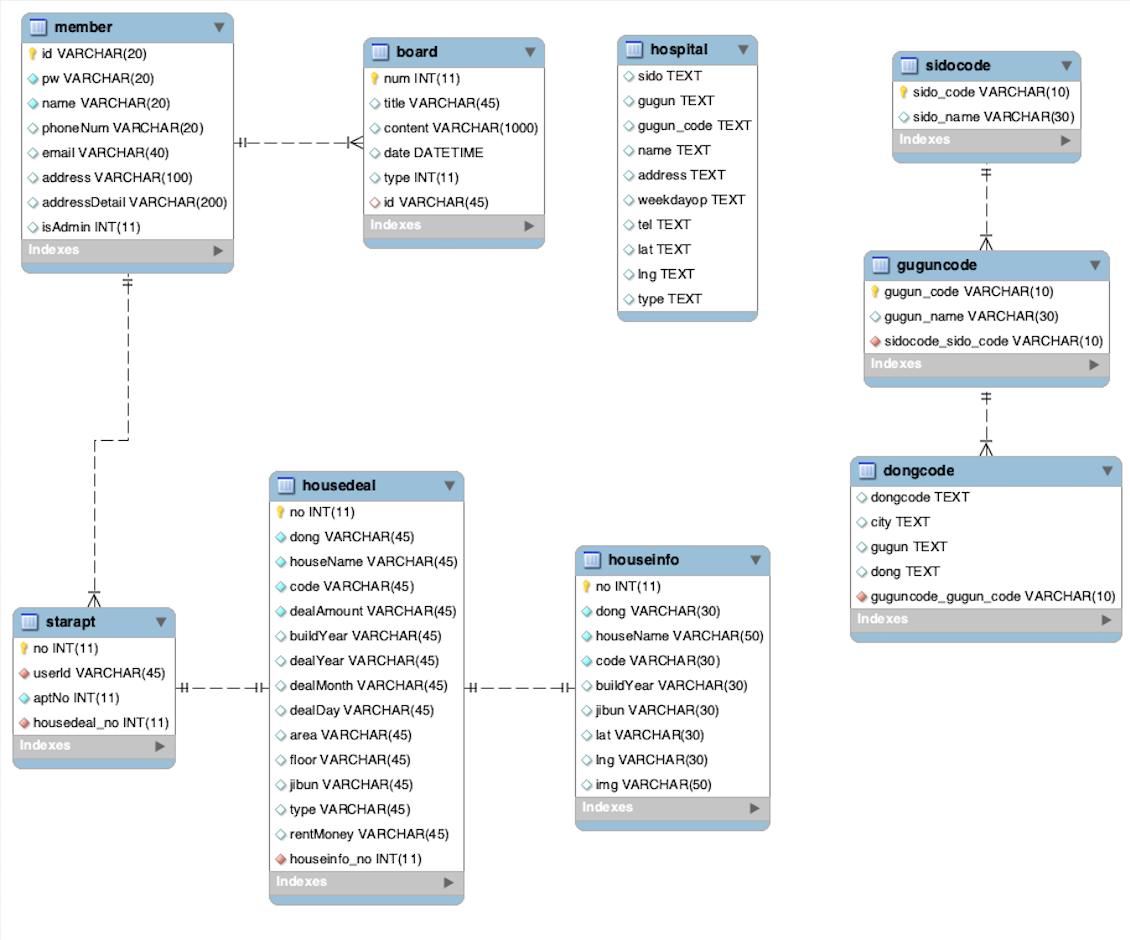 member
id VARCHAR(20)
pw VARCHAR(20)
name VARCHAR(20)
phoneNum VARCHAR(20)
email VARCHAR(40)
address VARCHAR(100)
addressDetail VARCHAR(200)
isAdmin INT(11)
Indexes
board
num INT(11)
title VARCHAR(45)
content VARCHAR(1000)
date DATETIME
type INT(11)
id VARCHAR(45)
Indexes
hospital
sido TEXT
gugun TEXT
gugun_code TEXT
name TEXT
address TEXT
weekdayop TEXT
tel TEXT
lat TEXT
lng TEXT
type TEXT
sidocode
sido_code VARCHAR(10)
sido_name VARCHAR(30)
Indexes
guguncode
gugun_code VARCHAR(10)
gugun_name VARCHAR(30)
sidocode_sido_code VARCHAR(10)
Indexes
dongcode
dongcode TEXT
city TEXT
gugun TEXT
dong TEXT
guguncode_gugun_code VARCHAR(10)
Indexes
starapt
no INT(11)
userId VARCHAR(45)
aptNo INT(11)
housedeal_no INT(11)
Indexes
housedeal
no INT(11)
dong VARCHAR(45)
houseName VARCHAR(45)
code VARCHAR(45)
dealAmount VARCHAR(45)
buildYear VARCHAR(45)
dealYear VARCHAR(45)
dealMonth VARCHAR(45)
dealDay VARCHAR(45)
area VARCHAR(45)
floor VARCHAR(45)
jibun VARCHAR(45)
type VARCHAR(45)
rentMoney VARCHAR(45)
houseinfo_no INT(11)
Indexes
houseinfo
no INT(11)
dong VARCHAR(30)
houseName VARCHAR(50)
code VARCHAR(30)
buildYear VARCHAR(30)
jibun VARCHAR(30)
lat VARCHAR(30)
lng VARCHAR(30)
img VARCHAR(50)
Indexes